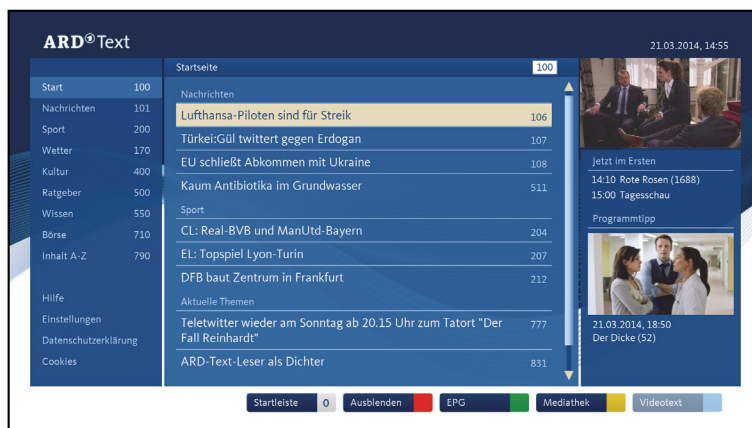 ARD Text
21.03.2014, 14:55
Start 100
Nachrichten 101
Sport 200
Wetter 170
Kultur 400
Ratgeber 500
Wissen 550
Börse 710
Inhalt A-Z 790
Hilfe
Einstellungen
Datenschutzerklärung
Cookies
Startseite 100
Nachrichten
Lufthansa-Piloten sind für Streik 106
Türkei:Gül twittert gegen Erdogan 107
EU schließt Abkommen mit Ukraine 108
Kaum Antibiotika im Grundwasser 511
Sport
CL: Real-BVB und ManUtd-Bayern 204
EL: Topspiel Lyon-Turin 207
DFB baut Zentrum in Frankfurt 212
Aktuelle Themen
Teletwitter wieder am Sonntag ab 20.15 Uhr zum Tatort "Der 777
Fall Reinhardt"
ARD-Text-Leser als Dichter 831
Jetzt im Ersten
14:10 Rote Rosen (1688)
15:00 Tagesschau
Programmtipp
21.03.2014, 18:50
Der Dicke (52)
Startleiste 0 Ausblenden EPG Mediathek Videotext